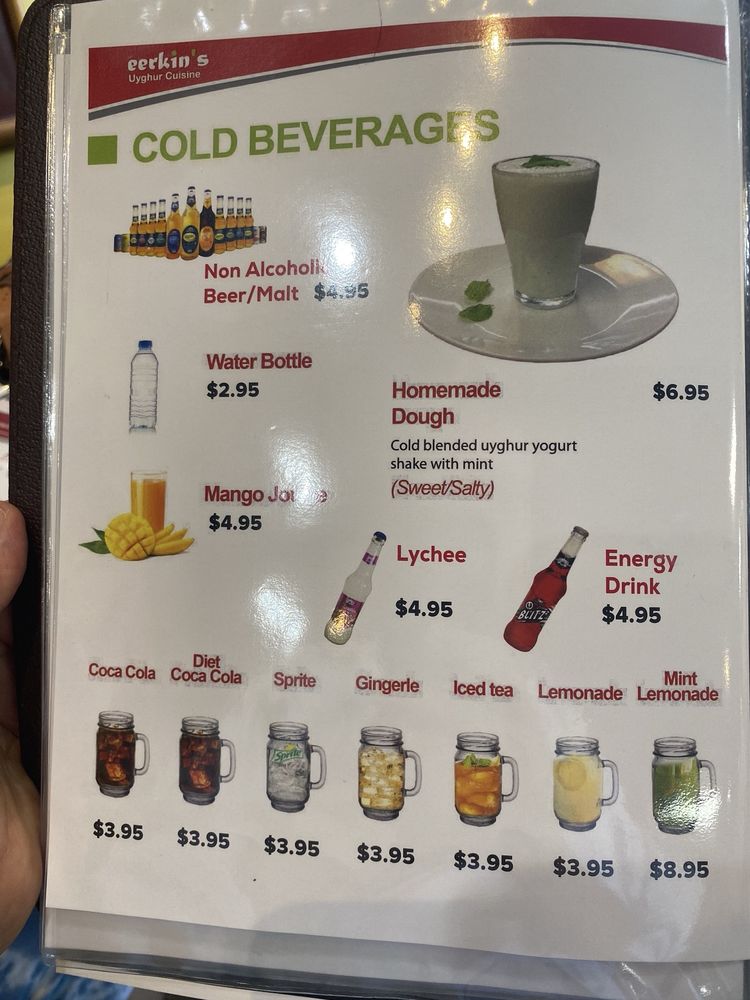 eerkin's
Uyghur Cuisine
COLD BEVERAGES
Non Alcoholic
Beer/Malt $4.95
Water Bottle
$2.95
Homemade
Dough
$6.95
Cold blended uyghur yogurt
shake with mint
(Sweet/Salty)
Mango
$4.95
Lychee
$4.95
BLITZ
Energy
Drink
$4.95
Coca Cola
Diet
Coca Cola
Sprite
Gingerle
Iced tea
Lemonade
Mint
Lemonade
Sprite
$3.95
$3.95
$3.95
$3.95
$3.95
$3.95
$8.95